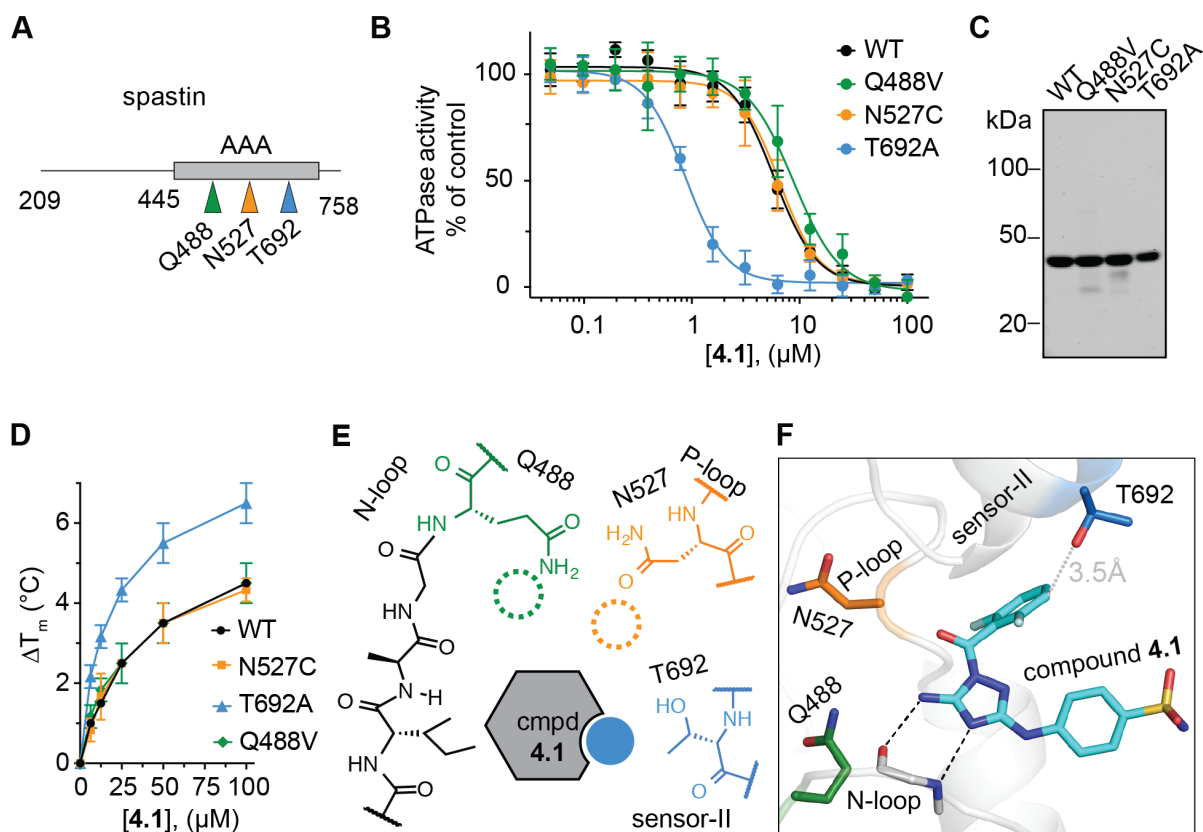 A
spastin
AAA
209
445
758
Q488
N527
T692
B
ATPase activity
% of control
100
50
0
0.1
1
10
100
[4.1], (µM)
WT
Q488V
N527C
T692A
C
WT
Q488V
N527C
T692A
kDa
100
50
20
D
ΔTm (°C)
6
4
2
0
0
25
50
75
100
[4.1], (µM)
WT
N527C
T692A
Q488V
E
N-loop
Q488
N527
P-loop
O
HN
O
NH2
O
HN
O
N
H
O
HN
O
HN
H2N
O
O
cmpd
4.1
T692
HO
HN
O
sensor-II
F
T692
sensor-II
P-loop
3.5Å
N527
compound 4.1
Q488
N-loop